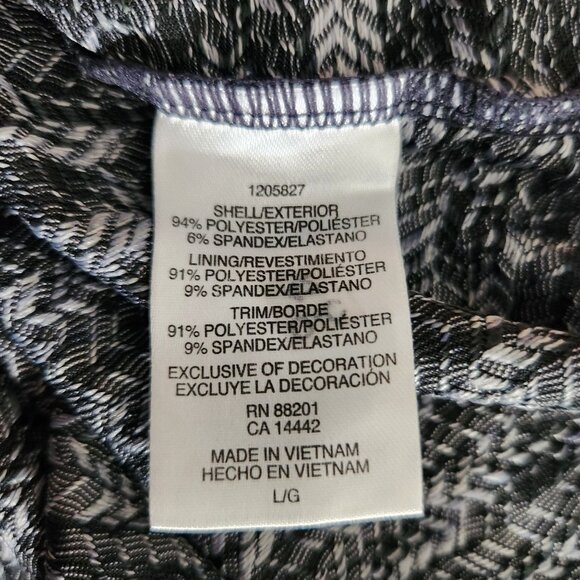 1205827
SHELL/EXTERIOR
94% POLYESTER/POLIÉSTER
6% SPANDEX/ELASTANO
LINING/REVESTIMIENTO
91% POLYESTER/POLIÉSTER
9% SPANDEX/ELASTANO
TRIM/BORDE
91% POLYESTER/POLIÉSTER
9% SPANDEX/ELASTANO
EXCLUSIVE OF DECORATION
EXCLUYE LA DECORACIÓN
RN 88201
CA 14442
MADE IN VIETNAM
HECHO EN VIETNAM
L/G